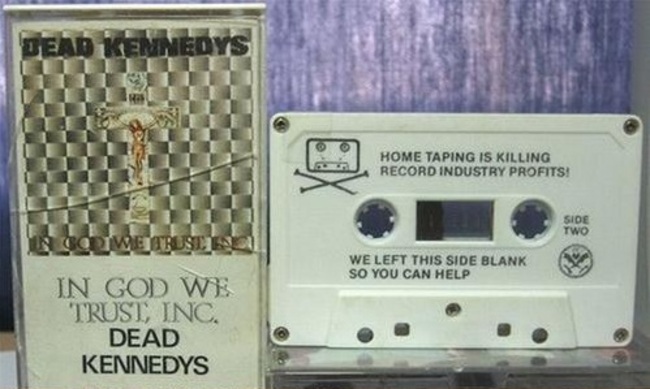 DEAD KENNEDYS
IN GOD WE TRUST, INC.
IN GOD WE
TRUST, INC.
DEAD
KENNEDYS
HOME TAPING IS KILLING
RECORD INDUSTRY PROFITS!
SIDE
TWO
WE LEFT THIS SIDE BLANK
SO YOU CAN HELP